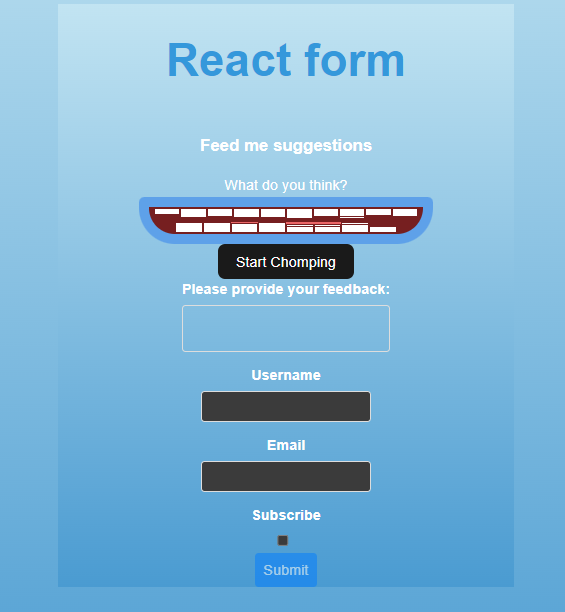 React form
Feed me suggestions
What do you think?
Start Chomping
Please provide your feedback:
Username
Email
Subscribe
Submit